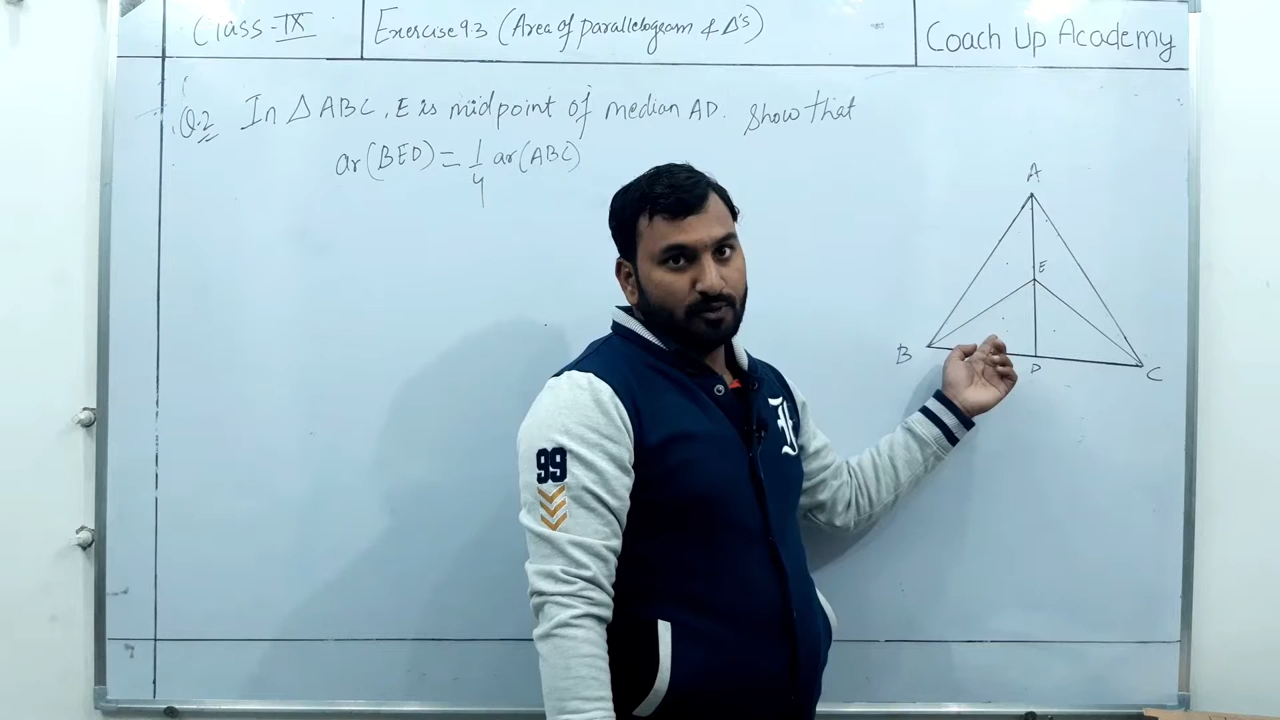 Class-IX
Exercise 9.3 (Area of parallelogram & Δ's)
Coach Up Academy
Q.2 In Δ ABC, E is midpoint of median AD. Show that
ar(BED) = 1/4 ar(ABC)
A
E
B
D
C
99